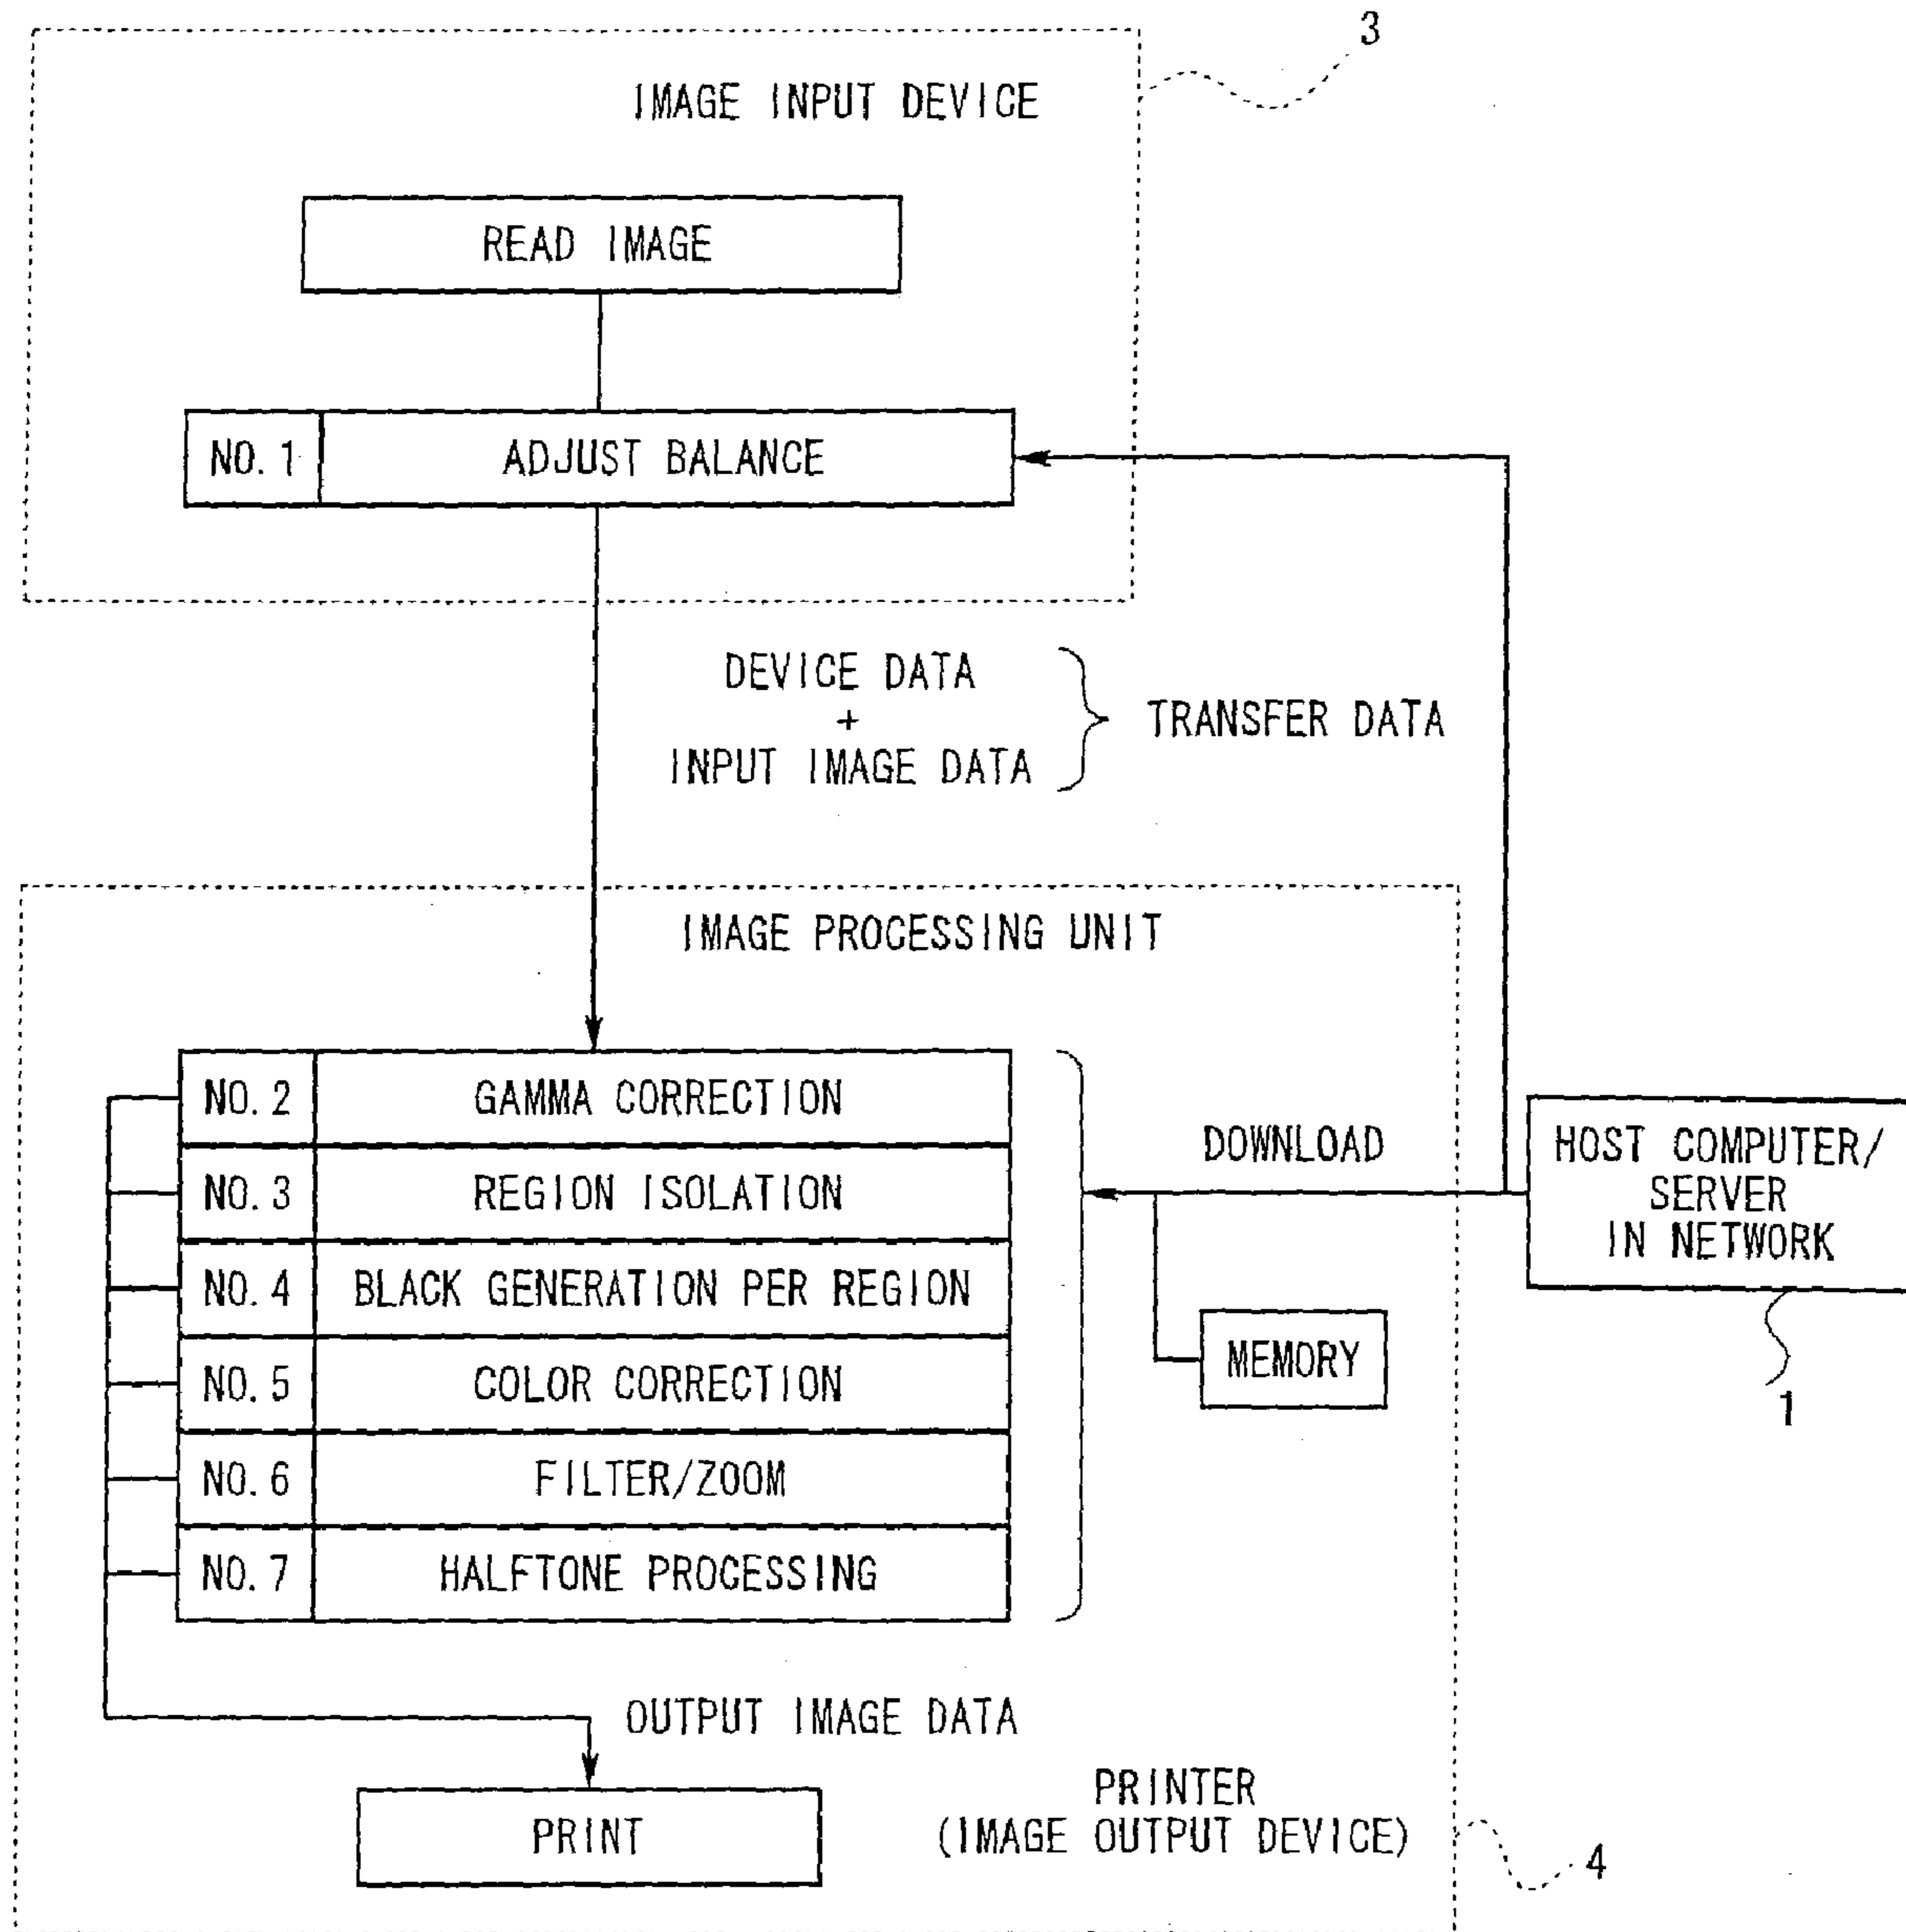 3
IMAGE INPUT DEVICE
READ IMAGE
NO. 1 ADJUST BALANCE
DEVICE DATA
+
INPUT IMAGE DATA
TRANSFER DATA
IMAGE PROCESSING UNIT
NO. 2 GAMMA CORRECTION
NO. 3 REGION ISOLATION
NO. 4 BLACK GENERATION PER REGION
NO. 5 COLOR CORRECTION
NO. 6 FILTER/ZOOM
NO. 7 HALFTONE PROCESSING
DOWNLOAD
MEMORY
HOST COMPUTER/
SERVER
IN NETWORK
1
OUTPUT IMAGE DATA
PRINT
PRINTER
(IMAGE OUTPUT DEVICE)
4